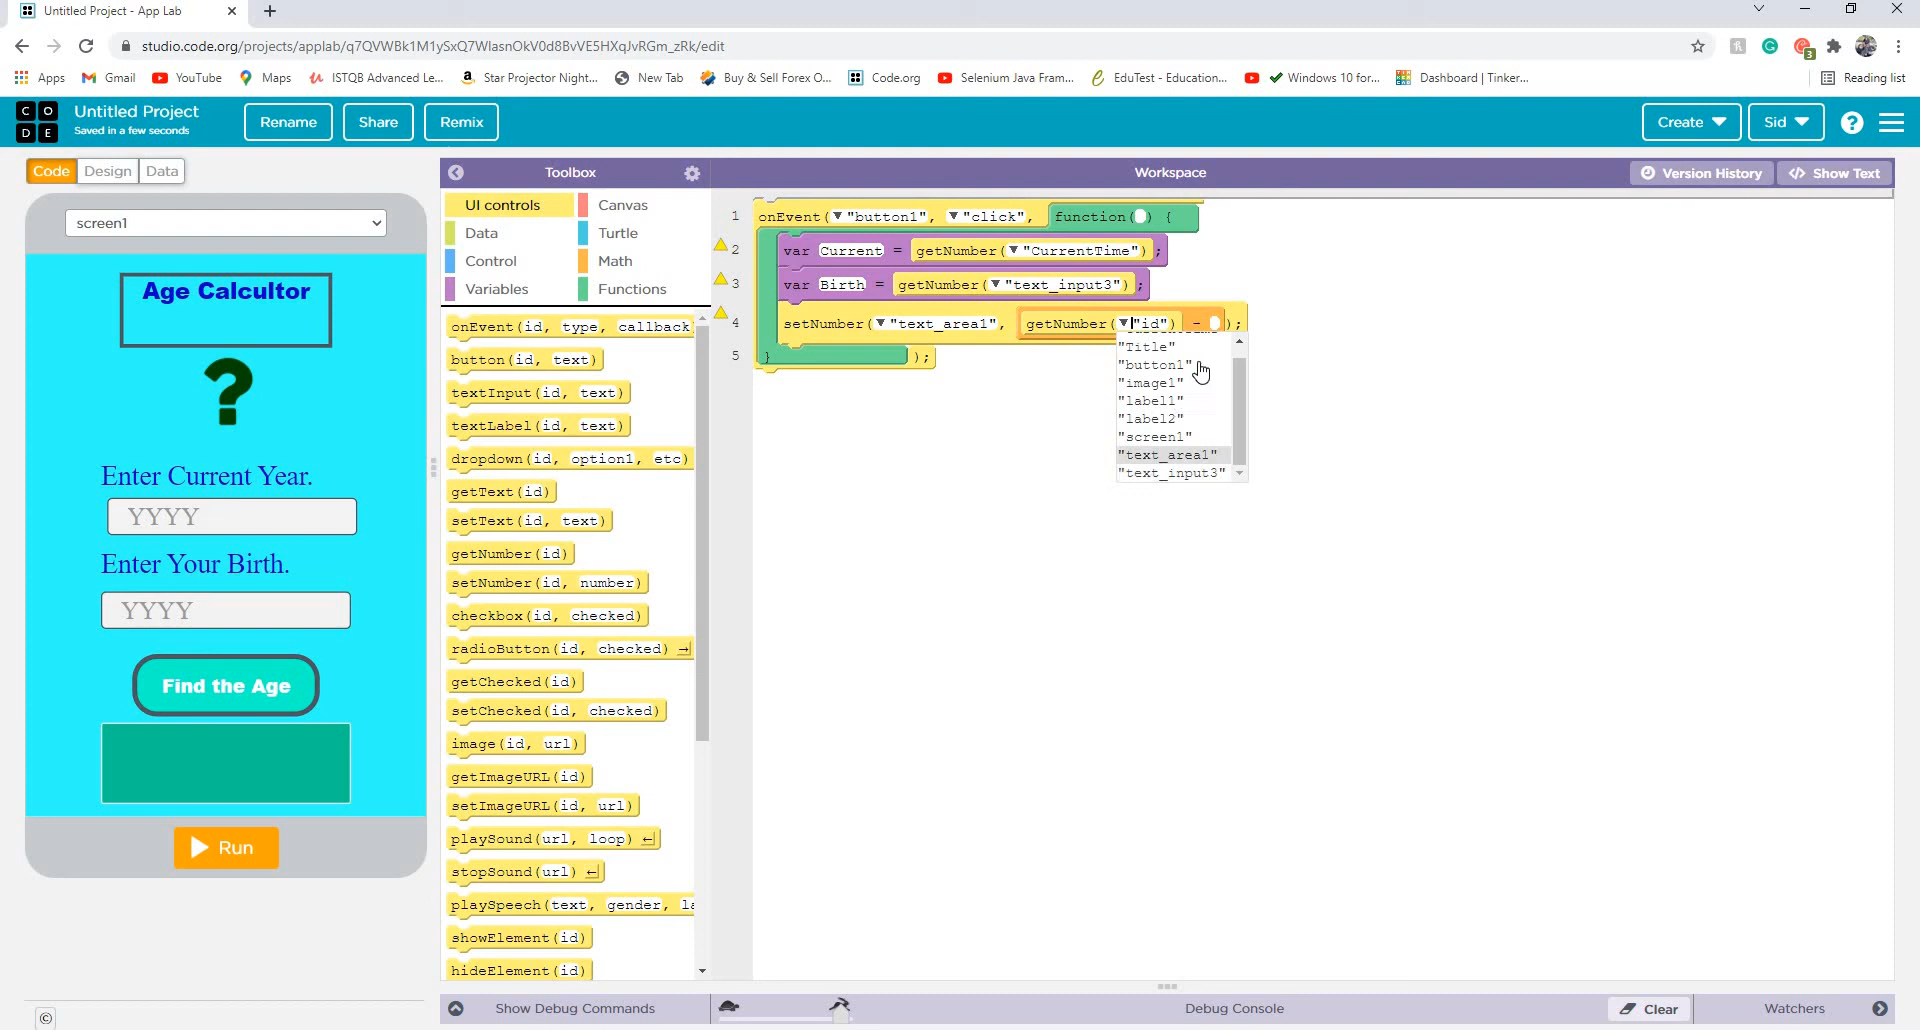 Untitled Project - App Lab
studio.code.org/projects/applab/q7QVWBk1M1ySxQ7WlasnOkV0d8BvVE5HXqJvRGm_zRk/edit
3
Apps Gmail YouTube Maps ISTQB Advanced Le... Star Projector Night... New Tab Buy & Sell Forex O... Code.org Selenium Java Fram... EduTest - Education... Windows 10 for... Dashboard | Tinker... Reading list
CODE
Untitled Project
Saved in a few seconds
Rename Share Remix
Create Sid ?
Code Design Data
Toolbox
Workspace
Version History </> Show Text
screen1
Age Calcultor
?
Enter Current Year.
YYYY
Enter Your Birth.
YYYY
Find the Age
Run
©
UI controls Canvas
Data Turtle
Control Math
Variables Functions
onEvent(id, type, callback
button(id, text)
textInput(id, text)
textLabel(id, text)
dropdown(id, option1, etc)
getText(id)
setText(id, text)
getNumber(id)
setNumber(id, number)
checkbox(id, checked)
radioButton(id, checked)
getChecked(id)
setChecked(id, checked)
image(id, url)
getImageURL(id)
setImageURL(id, url)
playSound(url, loop)
stopSound(url)
playSpeech(text, gender,
showElement(id)
hideElement(id)
1 onEvent(▼"button1", ▼"click", function() {
2 var Current = getNumber(▼"CurrentTime");
3 var Birth = getNumber(▼"text_input3");
4 setNumber(▼"text_area1", getNumber(▼"id") - );
5 } );
"Title"
"button1"
"image1"
"label1"
"label2"
"screen1"
"text_area1"
"text_input3"
Show Debug Commands
Debug Console
Clear
Watchers